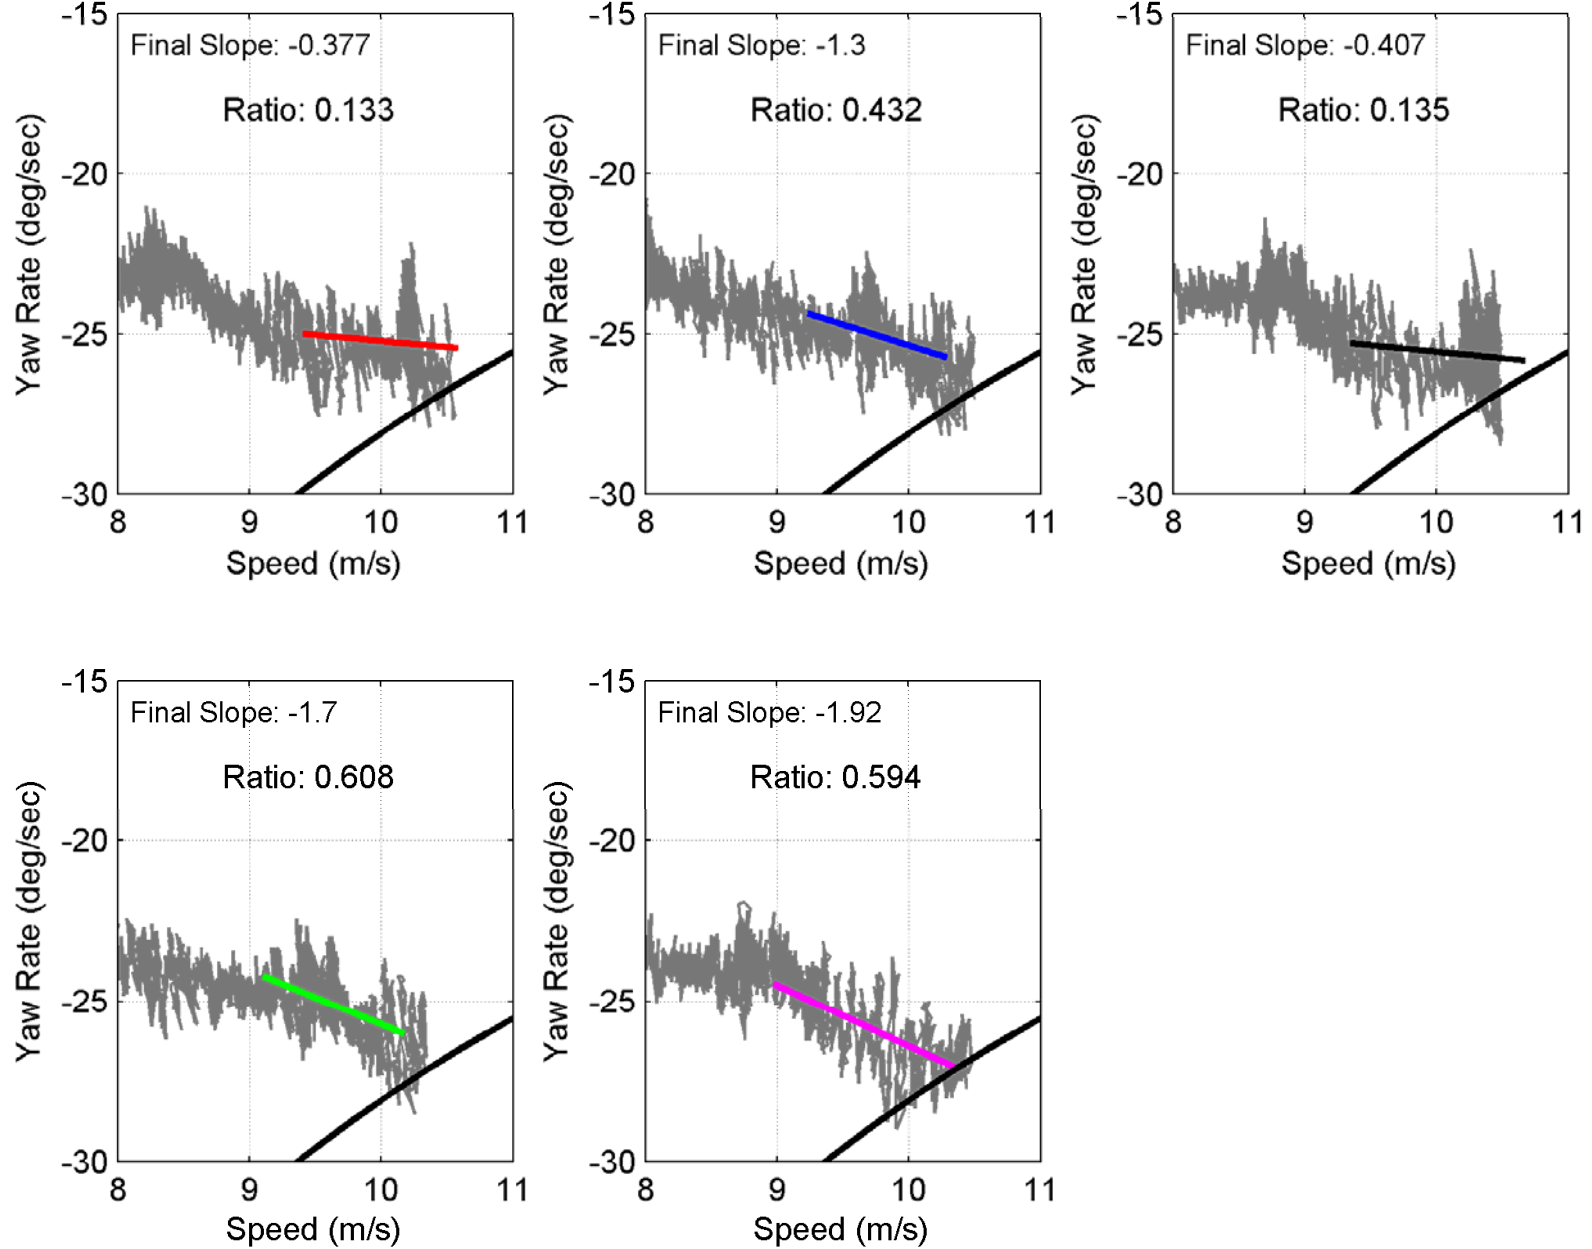 -15
Final Slope: -0.377
Ratio: 0.133
-20
-25
-30
8 9 10 11
Speed (m/s)
Yaw Rate (deg/sec)
-15
Final Slope: -1.3
Ratio: 0.432
-20
-25
-30
8 9 10 11
Speed (m/s)
Yaw Rate (deg/sec)
-15
Final Slope: -0.407
Ratio: 0.135
-20
-25
-30
8 9 10 11
Speed (m/s)
Yaw Rate (deg/sec)
-15
Final Slope: -1.7
Ratio: 0.608
-20
-25
-30
8 9 10 11
Speed (m/s)
Yaw Rate (deg/sec)
-15
Final Slope: -1.92
Ratio: 0.594
-20
-25
-30
8 9 10 11
Speed (m/s)
Yaw Rate (deg/sec)